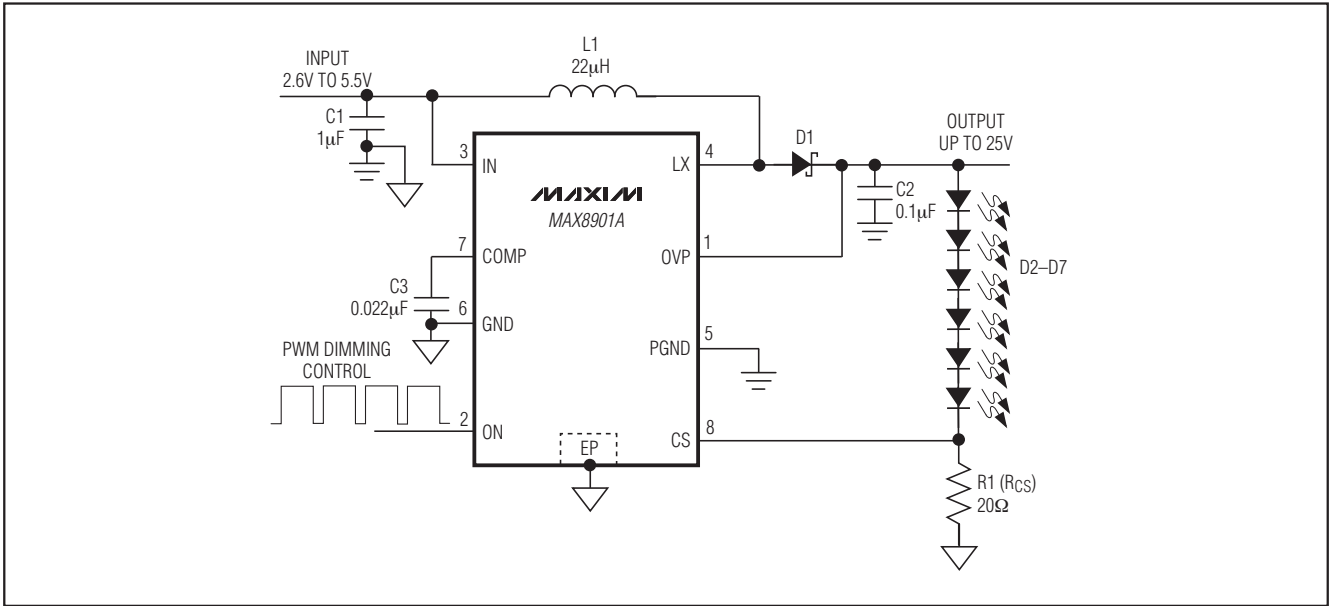 INPUT
2.6V TO 5.5V
L1
22μH
C1
1μF
3
IN
MAXIM
MAX8901A
LX
4
D1
OUTPUT
UP TO 25V
C2
0.1μF
7
COMP
OVP
1
D2–D7
C3
0.022μF
6
GND
PGND
5
PWM DIMMING
CONTROL
2
ON
EP
CS
8
R1 (RCS)
20Ω